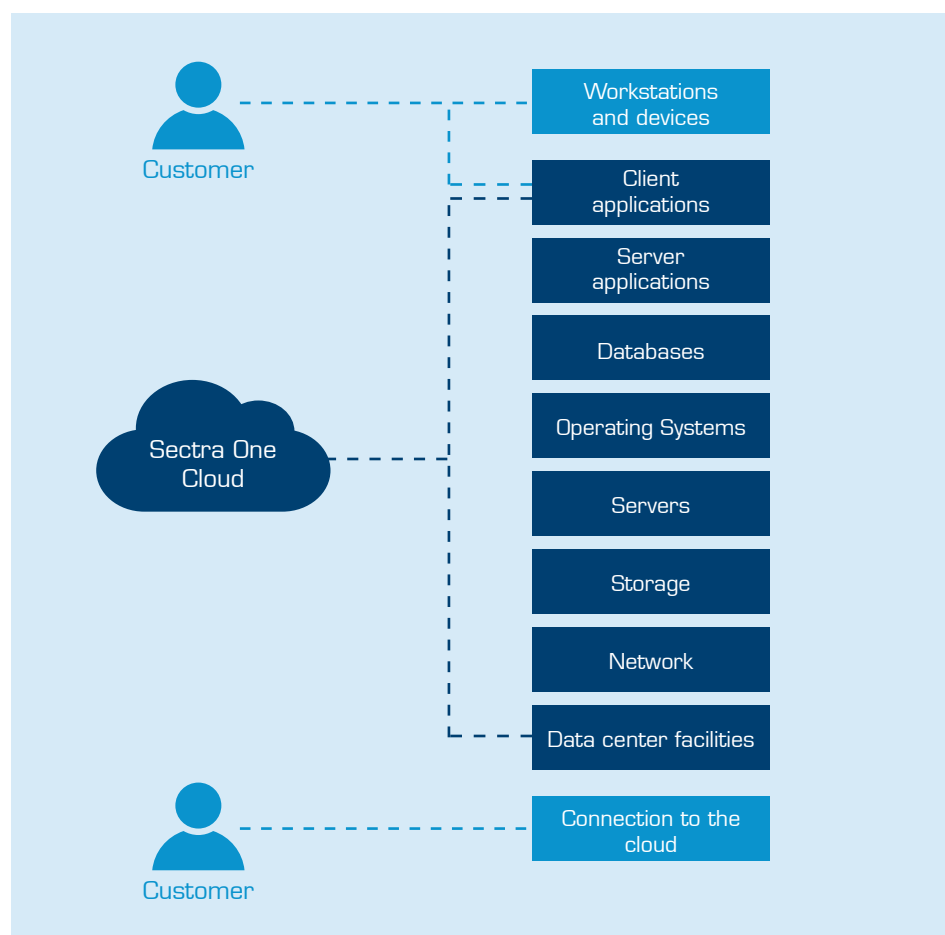 Customer
Workstations
and devices
Client
applications
Server
applications
Databases
Sectra One
Cloud
Operating Systems
Servers
Storage
Network
Data center facilities
Customer
Connection to the
cloud